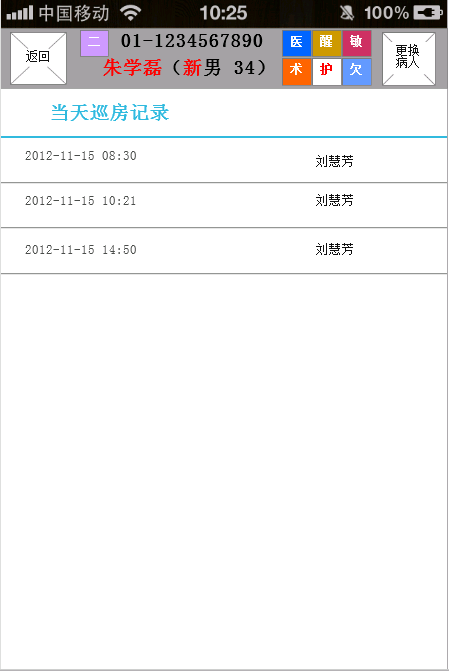 中国移动 10:25 100%
返回 二 01-1234567890 医 醒 敏 更换
朱学磊（新男 34） 术 护 欠 病人
当天巡房记录
2012-11-15 08:30 刘慧芳
2012-11-15 10:21 刘慧芳
2012-11-15 14:50 刘慧芳